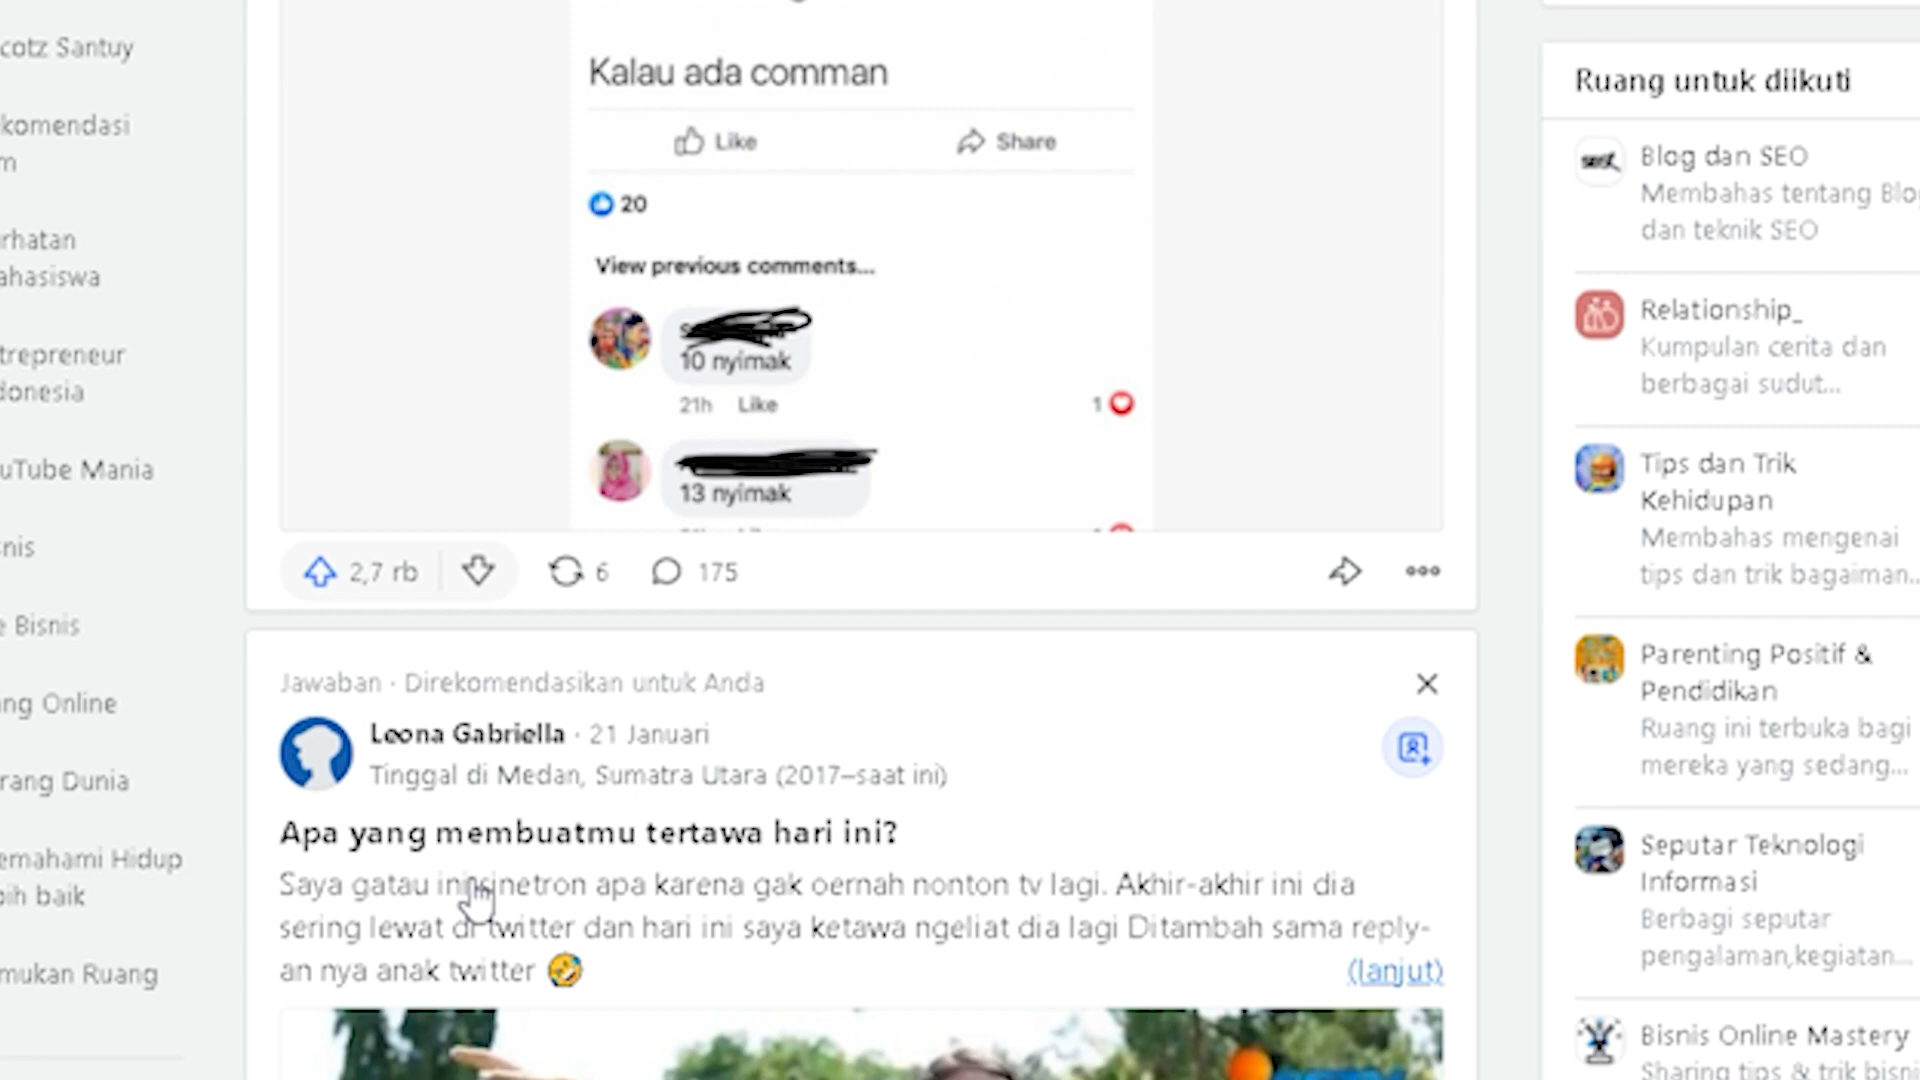 cotz Santuy
komendasi
m
rhatan
ahasiswa
trepreneur
donesia
uTube Mania
nis
e Bisnis
ng Online
rang Dunia
emahami Hidup
bih baik
mukan Ruang
Kalau ada comman
Like Share
20
View previous comments...
10 nyimak
21h Like 1
13 nyimak
2,7 rb 6 175
Jawaban · Direkomendasikan untuk Anda
Leona Gabriella · 21 Januari
Tinggal di Medan, Sumatra Utara (2017–saat ini)
Apa yang membuatmu tertawa hari ini?
Saya gatau ini sinetron apa karena gak oernah nonton tv lagi. Akhir-akhir ini dia
sering lewat di twitter dan hari ini saya ketawa ngeliat dia lagi Ditambah sama reply-
an nya anak twitter 🤣 (lanjut)
Ruang untuk diikuti
Blog dan SEO
Membahas tentang Blog
dan teknik SEO
Relationship_
Kumpulan cerita dan
berbagai sudut...
Tips dan Trik
Kehidupan
Membahas mengenai
tips dan trik bagaiman...
Parenting Positif &
Pendidikan
Ruang ini terbuka bagi
mereka yang sedang...
Seputar Teknologi
Informasi
Berbagi seputar
pengalaman,kegiatan...
Bisnis Online Mastery
Sharing tips & trik bisni